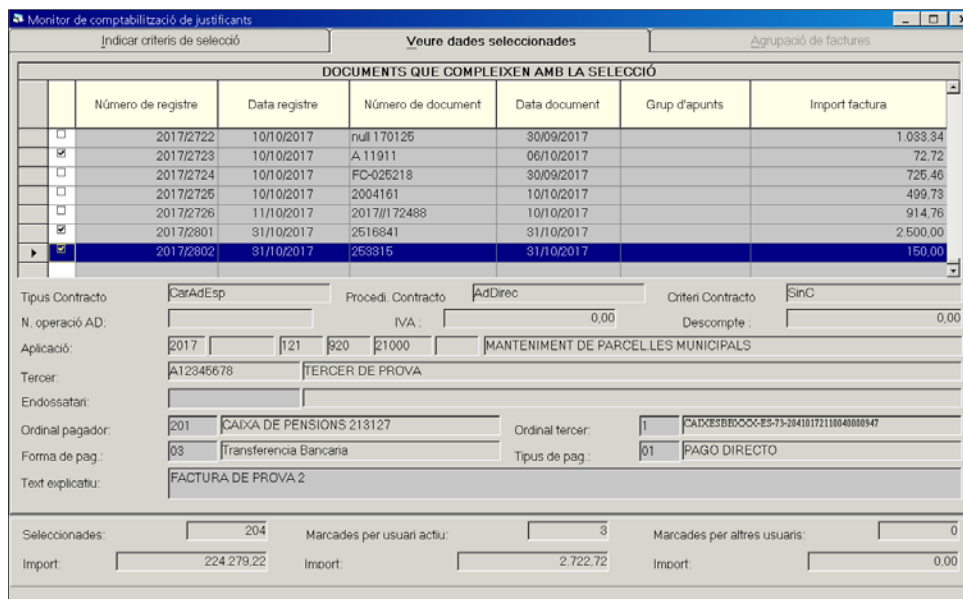 Monitor de comptabilització de justificants
Indicar criteris de selecció Veure dades seleccionades Agrupació de factures
DOCUMENTS QUE COMPLEIXEN AMB LA SELECCIÓ
Número de registre Data registre Número de document Data document Grup d'apunts Import factura
2017/2722 10/10/2017 null 170125 30/09/2017 1.033,34
2017/2723 10/10/2017 A 11911 06/10/2017 72,72
2017/2724 10/10/2017 FC-025218 30/09/2017 725,46
2017/2725 10/10/2017 2004161 10/10/2017 499,73
2017/2726 11/10/2017 2017//172488 10/10/2017 914,76
2017/2801 31/10/2017 2516841 31/10/2017 2.500,00
2017/2802 31/10/2017 253315 31/10/2017 150,00
Tipus Contracto CarAdEsp Procedi. Contracto AdDirec Criteri Contracto SinC
N. operació AD: IVA : 0,00 Descompte : 0,00
Aplicació: 2017 121 920 21000 MANTENIMENT DE PARCEL.LES MUNICIPALS
Tercer: A12345678 TERCER DE PROVA
Endossatari:
Ordinal pagador: 201 CAIXA DE PENSIONS 213127 Ordinal tercer: 1 CAIXESBBXXX-ES-73-20410172110040000947
Forma de pag.: 03 Transferencia Bancaria Tipus de pag.: 01 PAGO DIRECTO
Text explicatiu: FACTURA DE PROVA 2
Seleccionades: 204 Marcades per usuari actiu: 3 Marcades per altres usuaris: 0
Import: 224.279,22 Import: 2.722,72 Import: 0,00